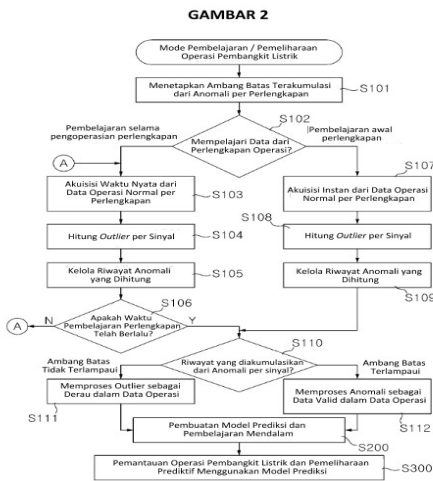 GAMBAR 2
Mode Pembelajaran / Pemeliharaan
Operasi Pembangkit Listrik
Menetapkan Ambang Batas Terakumulasi
dari Anomali per Perlengkapan
S101
S102
Pembelajaran selama
pengoperasian perlengkapan
Mempelajari Data dari
Perlengkapan Operasi?
Pembelajaran awal
perlengkapan
A
Akuisisi Waktu Nyata dari
Data Operasi Normal per
Perlengkapan
S103
S107
Akuisisi Instan dari Data Operasi
Normal per Perlengkapan
Hitung Outlier per Sinyal
S104
S108
Hitung Outlier per Sinyal
Kelola Riwayat Anomali
yang Dihitung
S105
Kelola Riwayat Anomali yang
Dihitung
S109
S106
A
N
Apakah Waktu
Pembelajaran Perlengkapan
Telah Berlalu?
Y
S110
Ambang Batas
Tidak Terlampaui
Riwayat yang diakumulasikan
dari Anomali per sinyal?
Ambang Batas
Terlampaui
Memproses Outlier sebagai
Derau dalam Data Operasi
S111
Memproses Anomali sebagai
Data Valid dalam Data Operasi
S112
Pembuatan Model Prediksi dan
Pembelajaran Mendalam
S200
Pemantauan Operasi Pembangkit Listrik dan Pemeliharaan
Prediktif Menggunakan Model Prediksi
S300